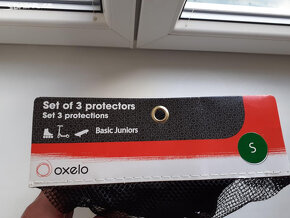 Set of 3 protectors
Set 3 protections
Basic Juniors
S
oxelo